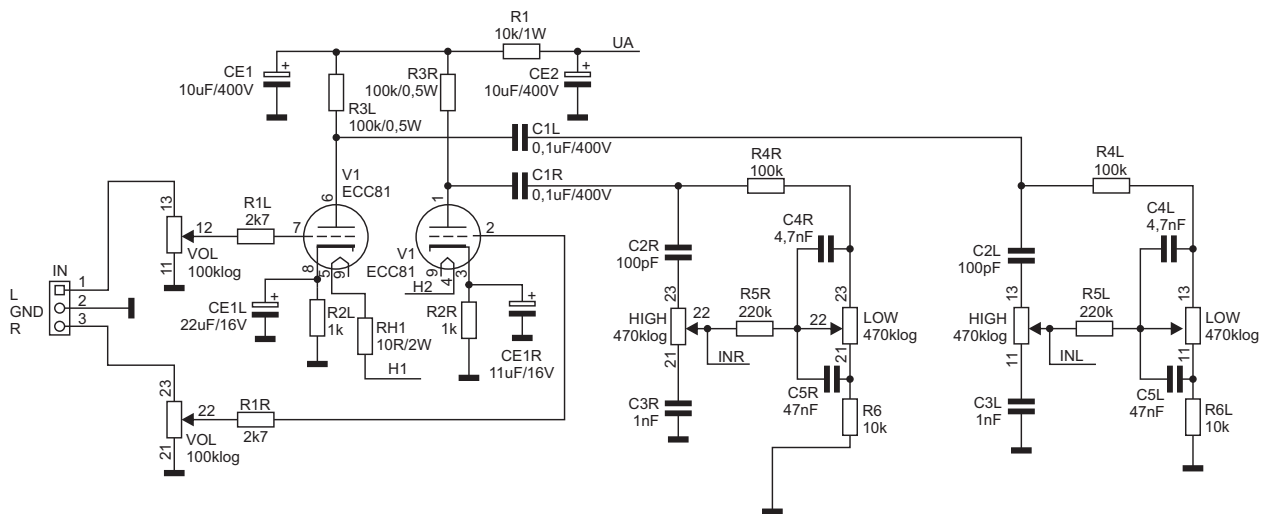 R1
10k/1W
UA
CE1
10uF/400V
R3L
100k/0,5W
R3R
100k/0,5W
CE2
10uF/400V
C1L
0,1uF/400V
C1R
0,1uF/400V
V1
ECC81
6
7
8
5
9
1
2
V1
ECC81
9
4
3
H2
13
12
11
VOL
100klog
R1L
2k7
IN
L
GND
R
1
2
3
CE1L
22uF/16V
R2L
1k
RH1
10R/2W
H1
R2R
1k
CE1R
11uF/16V
23
22
21
VOL
100klog
R1R
2k7
R4R
100k
C2R
100pF
C4R
4,7nF
23
HIGH
470klog
22
21
R5R
220k
INR
22
23
LOW
470klog
21
C5R
47nF
C3R
1nF
R6
10k
R4L
100k
C2L
100pF
C4L
4,7nF
13
HIGH
470klog
11
R5L
220k
INL
13
LOW
470klog
11
C5L
47nF
C3L
1nF
R6L
10k